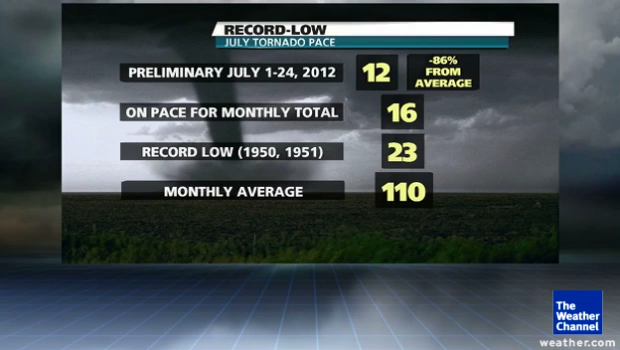 RECORD-LOW
JULY TORNADO PACE
PRELIMINARY JULY 1-24, 2012 12 -86% FROM AVERAGE
ON PACE FOR MONTHLY TOTAL 16
RECORD LOW (1950, 1951) 23
MONTHLY AVERAGE 110
The
Weather
Channel
weather.com